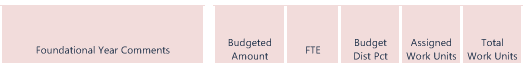 Foundational Year Comments
Budgeted
Amount
FTE
Budget
Dist Pct
Assigned
Work Units
Total
Work Units